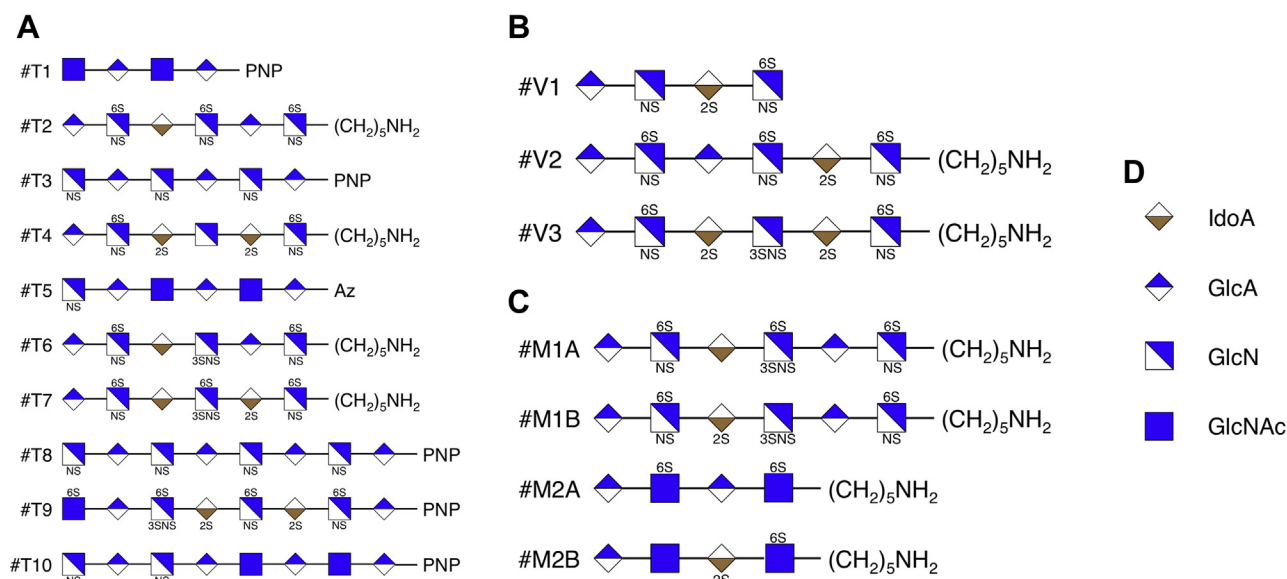 A
#T1 PNP
6S 6S 6S
#T2 (CH₂)₅NH₂
NS NS NS
#T3 PNP
NS NS NS
6S 6S
#T4 (CH₂)₅NH₂
NS 2S 2S NS
#T5 Az
NS
6S 6S 6S
#T6 (CH₂)₅NH₂
NS 3SNS NS
6S 6S 6S
#T7 (CH₂)₅NH₂
NS 3SNS 2S NS
#T8 PNP
NS NS NS NS
6S 6S 6S 6S
#T9 PNP
3SNS 2S NS 2S NS
#T10 PNP
NS NS
B
6S
#V1
NS 2S NS
6S 6S 6S
#V2 (CH₂)₅NH₂
NS NS 2S NS
6S 6S 6S
#V3 (CH₂)₅NH₂
NS 2S 3SNS 2S NS
C
6S 6S 6S
#M1A (CH₂)₅NH₂
NS 3SNS NS
6S 6S 6S
#M1B (CH₂)₅NH₂
NS 2S 3SNS NS
6S 6S
#M2A (CH₂)₅NH₂
6S
#M2B (CH₂)₅NH₂
2S
D
IdoA
GlcA
GlcN
GlcNAc